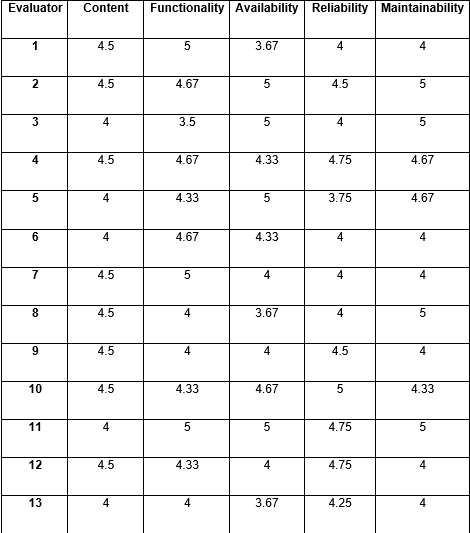 Evaluator Content Functionality Availability Reliability Maintainability
1 4.5 5 3.67 4 4
2 4.5 4.67 5 4.5 5
3 4 3.5 5 4 5
4 4.5 4.67 4.33 4.75 4.67
5 4 4.33 5 3.75 4.67
6 4 4.67 4.33 4 4
7 4.5 5 4 4 4
8 4.5 4 3.67 4 5
9 4.5 4 4 4.5 4
10 4.5 4.33 4.67 5 4.33
11 4 5 5 4.75 5
12 4.5 4.33 4 4.75 4
13 4 4 3.67 4.25 4